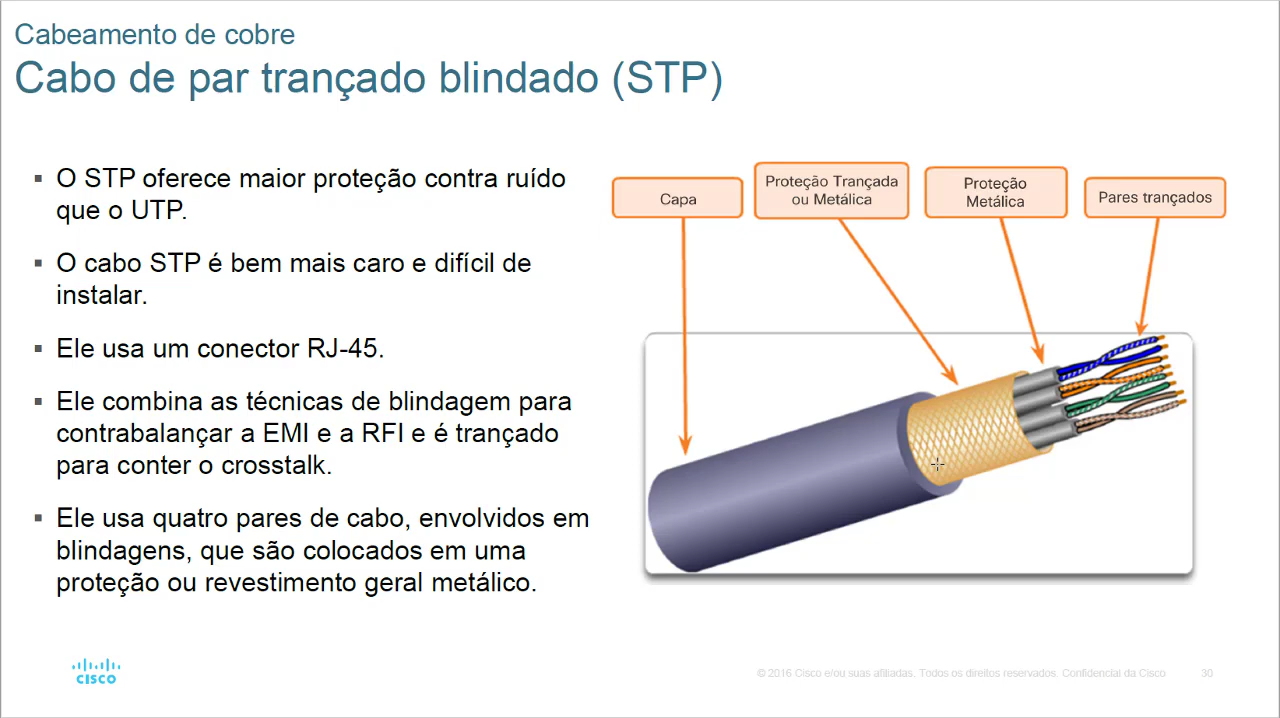 Cabeamento de cobre
Cabo de par trançado blindado (STP)
▪ O STP oferece maior proteção contra ruído
que o UTP.
▪ O cabo STP é bem mais caro e difícil de
instalar.
▪ Ele usa um conector RJ-45.
▪ Ele combina as técnicas de blindagem para
contrabalançar a EMI e a RFI e é trançado
para conter o crosstalk.
▪ Ele usa quatro pares de cabo, envolvidos em
blindagens, que são colocados em uma
proteção ou revestimento geral metálico.
Capa
Proteção Trançada
ou Metálica
Proteção
Metálica
Pares trançados
CISCO
© 2016 Cisco e/ou suas afiliadas. Todos os direitos reservados. Confidencial da Cisco
30